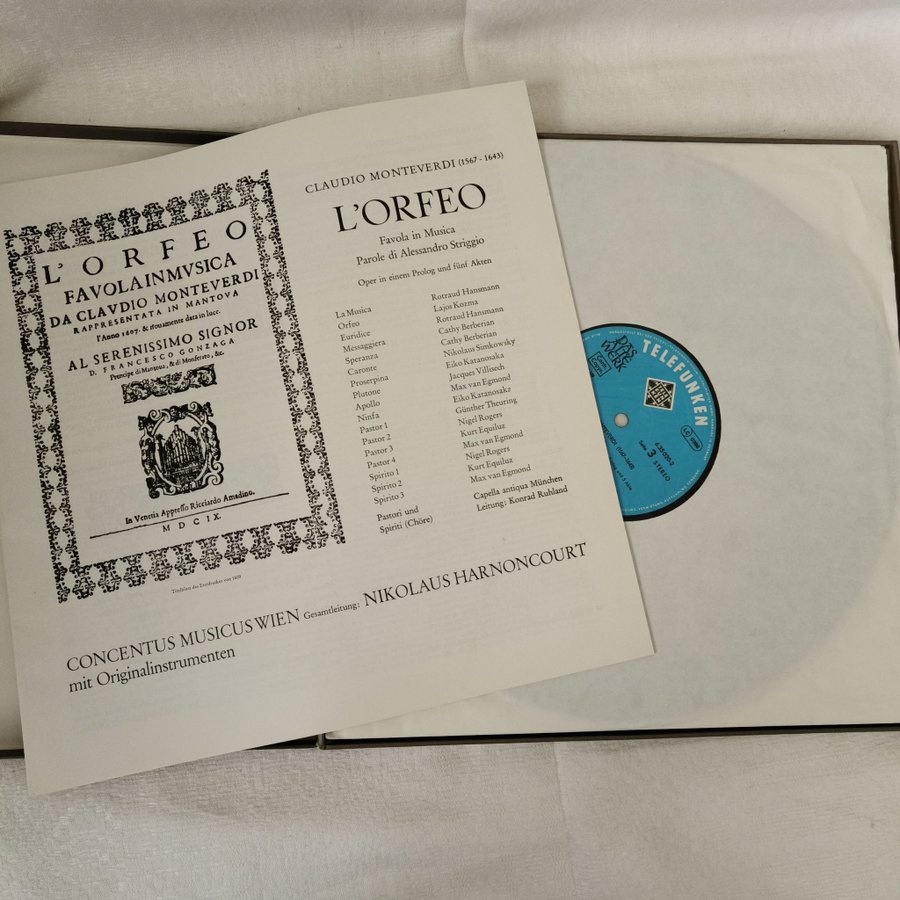 L'ORFEO
FAVOLA IN MVSICA
DA CLAVDIO MONTEVERDI
RAPPRESENTATA IN MANTOVA
l'Anno 1607. & nouamente data in luce.
AL SERENISSIMO SIGNOR
D. FRANCESCO GONZAGA
Prencipe di Mantoua, & di Monferato, &c.
In Venetia Appresso Ricciardo Amadino.
MDCIX.
Titelblatt des Erstdruckes von 1609
CLAUDIO MONTEVERDI (1567 - 1643)
L'ORFEO
Favola in Musica
Parole di Alessandro Striggio
Oper in einem Prolog und fünf Akten
La Musica Rotraud Hansmann
Orfeo Lajos Kozma
Euridice Rotraud Hansmann
Messaggiera Cathy Berberian
Speranza Cathy Berberian
Caronte Nikolaus Simkowsky
Proserpina Eiko Katanosaka
Plutone Jacques Villisech
Apollo Max van Egmond
Ninfa Eiko Katanosaka
Pastor 1 Günther Theuring
Pastor 2 Nigel Rogers
Pastor 3 Kurt Equiluz
Pastor 4 Max van Egmond
Spirito 1 Nigel Rogers
Spirito 2 Kurt Equiluz
Spirito 3 Max van Egmond
Pastori und Capella antiqua München
Spiriti (Chöre) Leitung: Konrad Ruhland
CONCENTUS MUSICUS WIEN Gesamtleitung: NIKOLAUS HARNONCOURT
mit Originalinstrumenten
DAS ALTE WERK
TELEFUNKEN
Seite 3 STEREO